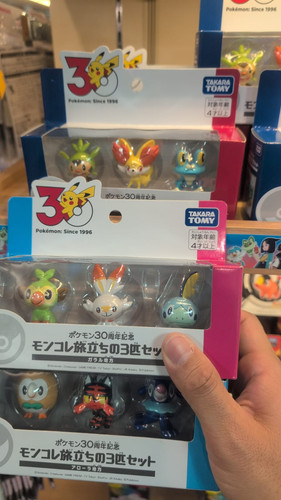 30
Pokémon: Since 1996
TAKARA
TOMY
対象年齢
4才以上
ポケモン30周年記念
30
Pokémon: Since 1996
TAKARA
TOMY
対象年齢
4才以上
ポケモン30周年記念
モンコレ旅立ちの3匹セット
ガラル地方
ポケモン30周年記念
モンコレ旅立ちの3匹セット
アローラ地方